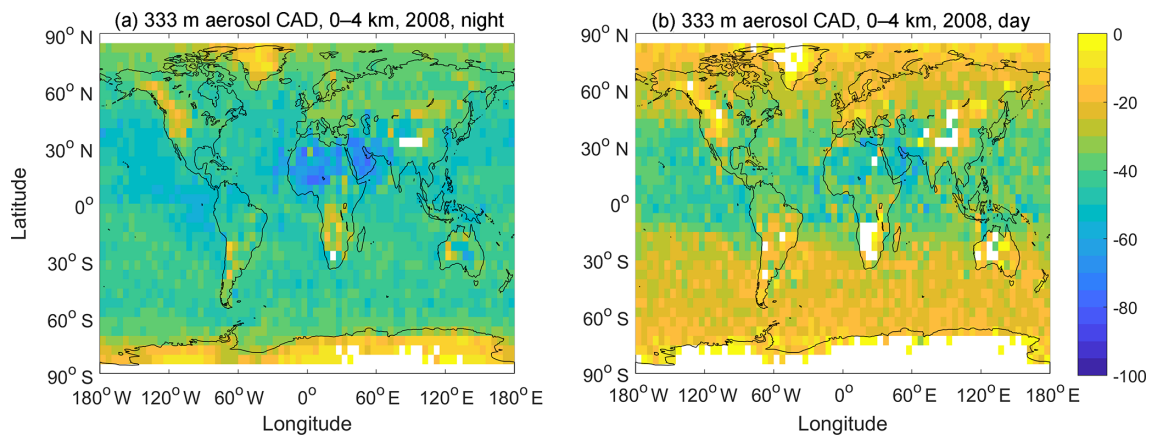 (a) 333 m aerosol CAD, 0–4 km, 2008, night
(b) 333 m aerosol CAD, 0–4 km, 2008, day
90° N
60° N
30° N
0°
30° S
60° S
90° S
Latitude
180° W 120° W 60° W 0° 60° E 120° E 180° E
Longitude
90° N
60° N
30° N
0°
30° S
60° S
90° S
180° W 120° W 60° W 0° 60° E 120° E 180° E
Longitude
0
-20
-40
-60
-80
-100